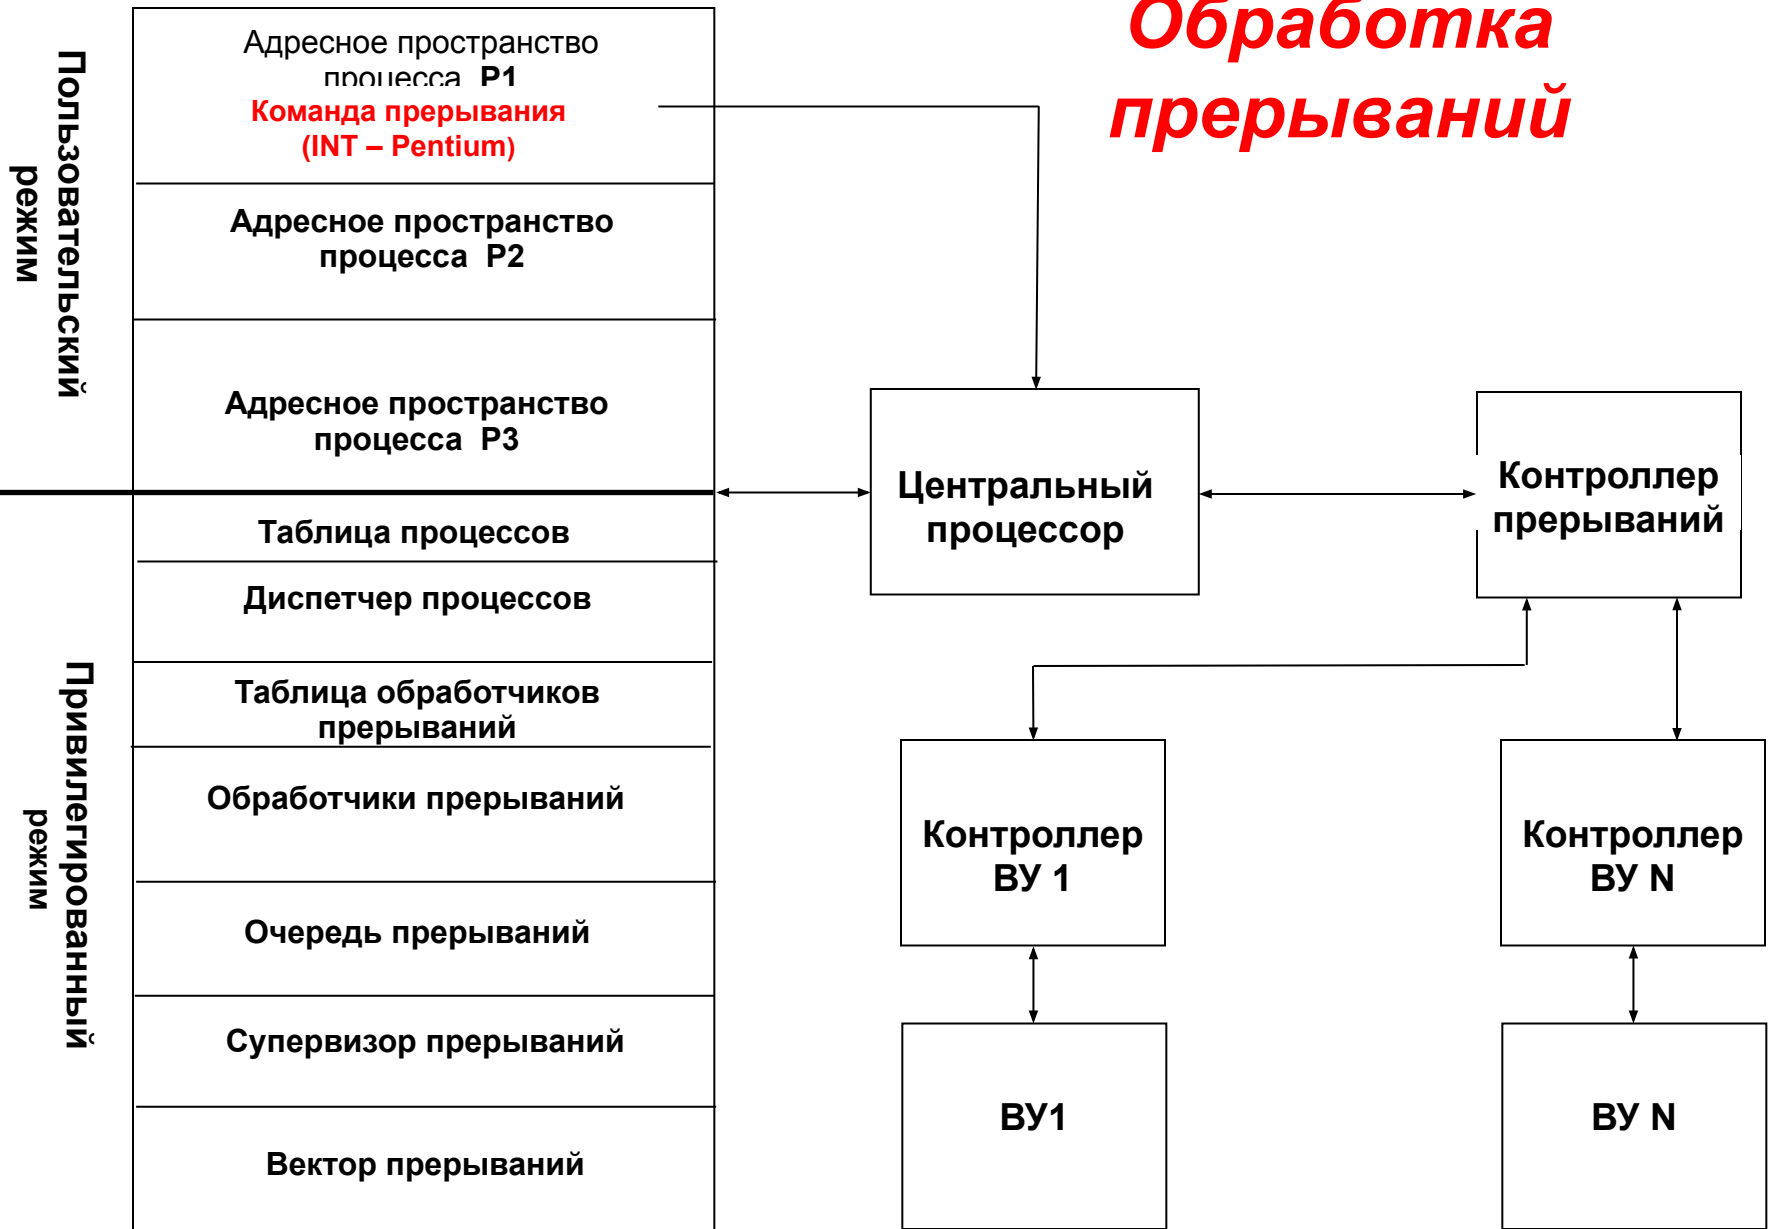 Обработка
прерываний
Пользовательский
режим
Адресное пространство
процесса P1
Команда прерывания
(INT – Pentium)
Адресное пространство
процесса P2
Адресное пространство
процесса P3
Привилегированный
режим
Таблица процессов
Диспетчер процессов
Таблица обработчиков
прерываний
Обработчики прерываний
Очередь прерываний
Супервизор прерываний
Вектор прерываний
Центральный
процессор
Контроллер
прерываний
Контроллер
ВУ 1
Контроллер
ВУ N
ВУ1
ВУ N